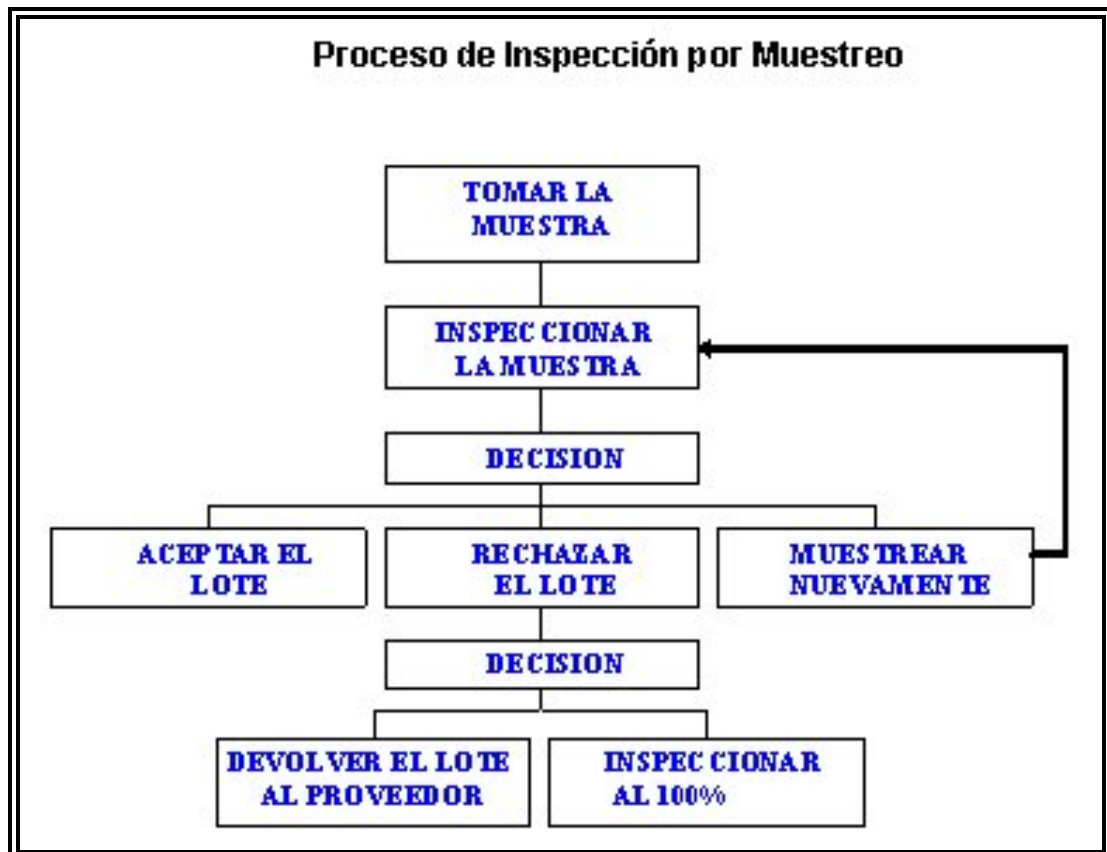 Proceso de Inspección por Muestreo
TOMAR LA
MUESTRA
INSPECCIONAR
LA MUESTRA
DECISION
ACEPTAR EL
LOTE
RECHAZAR
EL LOTE
MUESTREAR
NUEVAMENTE
DECISION
DEVOLVER EL LOTE
AL PROVEEDOR
INSPECCIONAR
AL 100%